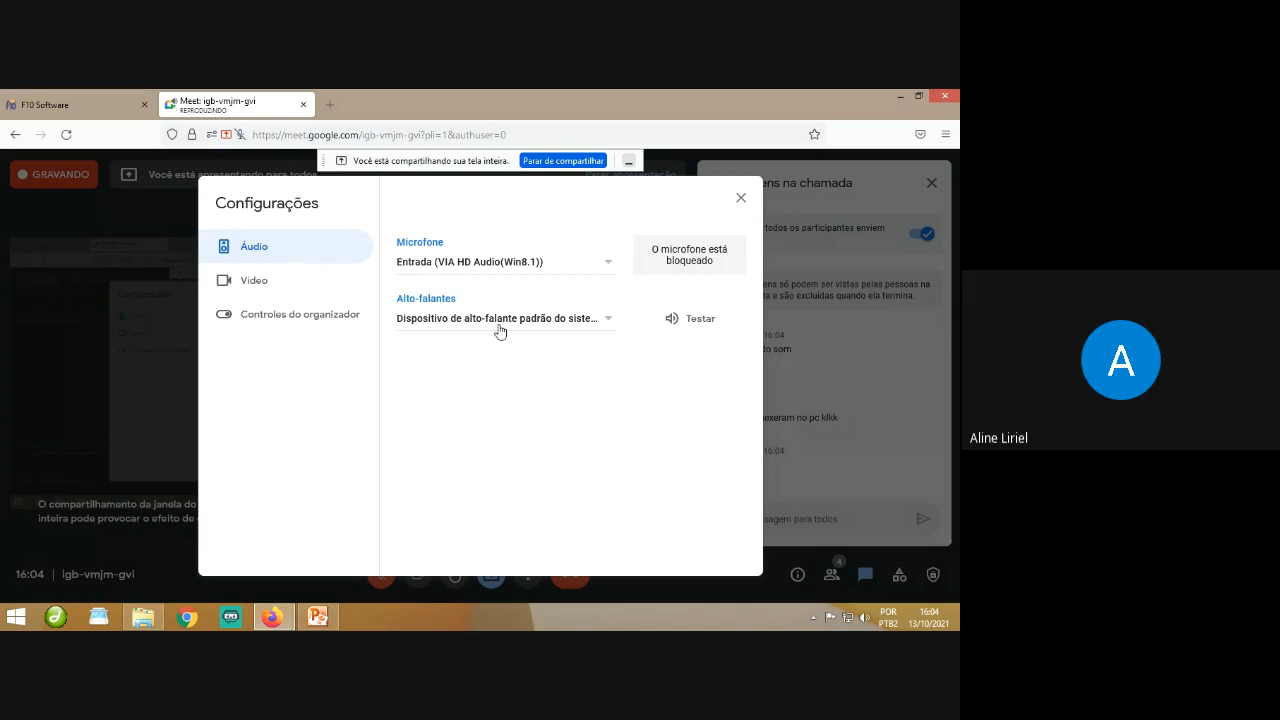 F10 Software
Meet: igb-vmjm-gvi
REPRODUZINDO
https://meet.google.com/igb-vmjm-gvi?pli=1&authuser=0
Você está compartilhando sua tela inteira. Parar de compartilhar
GRAVANDO
Você está apresentando para todos
Parar apresentação
Configurações
Áudio
Vídeo
Controles do organizador
Microfone
Entrada (VIA HD Audio(Win8.1))
O microfone está
bloqueado
Alto-falantes
Dispositivo de alto-falante padrão do siste...
Testar
ens na chamada
todos os participantes enviem
ns só podem ser vistas pelas pessoas na
a e são excluídas quando ela termina.
16:04
do som
exeram no pc klkk
16:04
sagem para todos
O compartilhamento da janela do
inteira pode provocar o efeito de
16:04 | igb-vmjm-gvi
4
POR
PTB2
16:04
13/10/2021
A
Aline Liriel